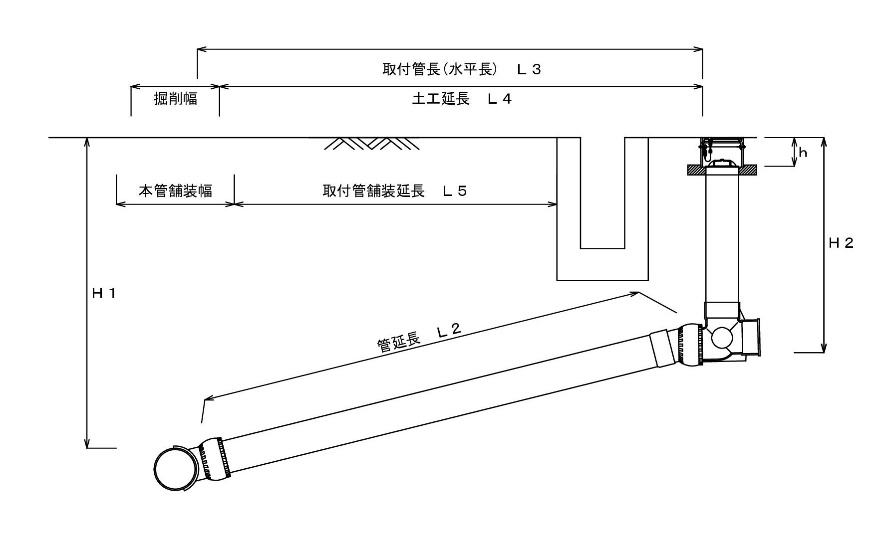 取付管長(水平長) L3
掘削幅
土工延長 L4
h
本管舗装幅
取付管舗装延長 L5
H2
H1
管延長 L2